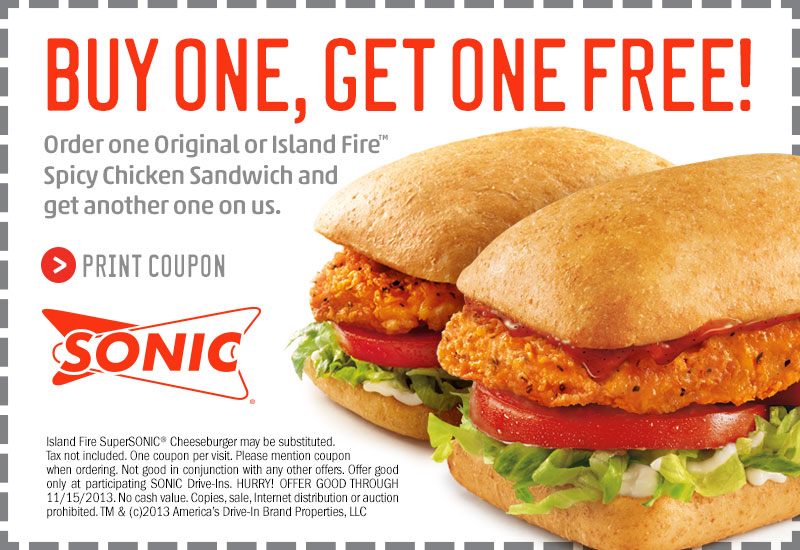 BUY ONE, GET ONE FREE!
Order one Original or Island Fire™
Spicy Chicken Sandwich and
get another one on us.
> PRINT COUPON
SONIC®
Island Fire SuperSONIC® Cheeseburger may be substituted.
Tax not included. One coupon per visit. Please mention coupon
when ordering. Not good in conjunction with any other offers. Offer good
only at participating SONIC Drive-Ins. HURRY! OFFER GOOD THROUGH
11/15/2013. No cash value. Copies, sale, Internet distribution or auction
prohibited. TM & (c)2013 America's Drive-In Brand Properties, LLC